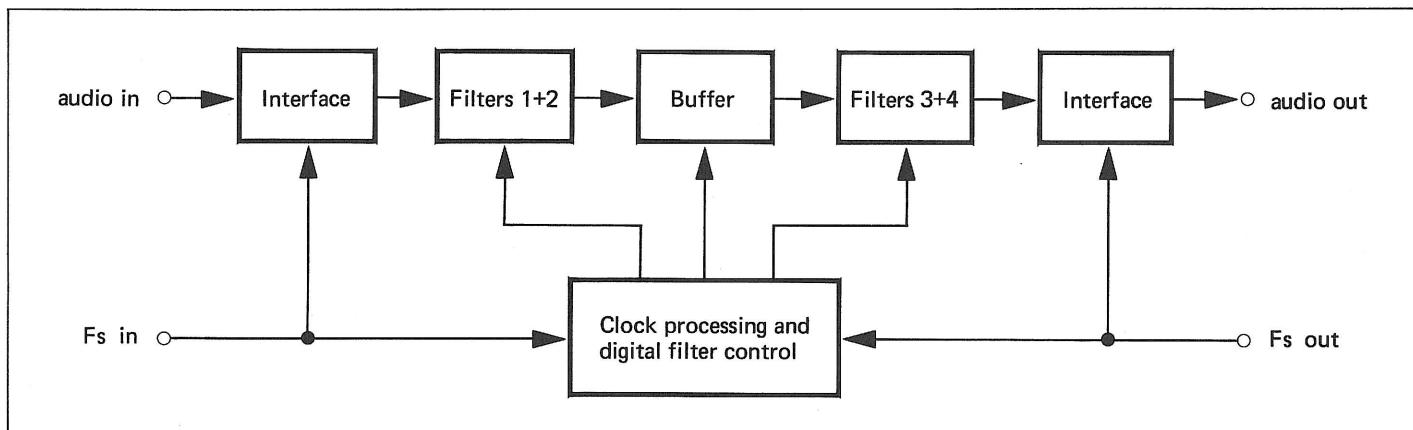 audio in
Interface
Filters 1+2
Buffer
Filters 3+4
Interface
audio out
Fs in
Clock processing and
digital filter control
Fs out